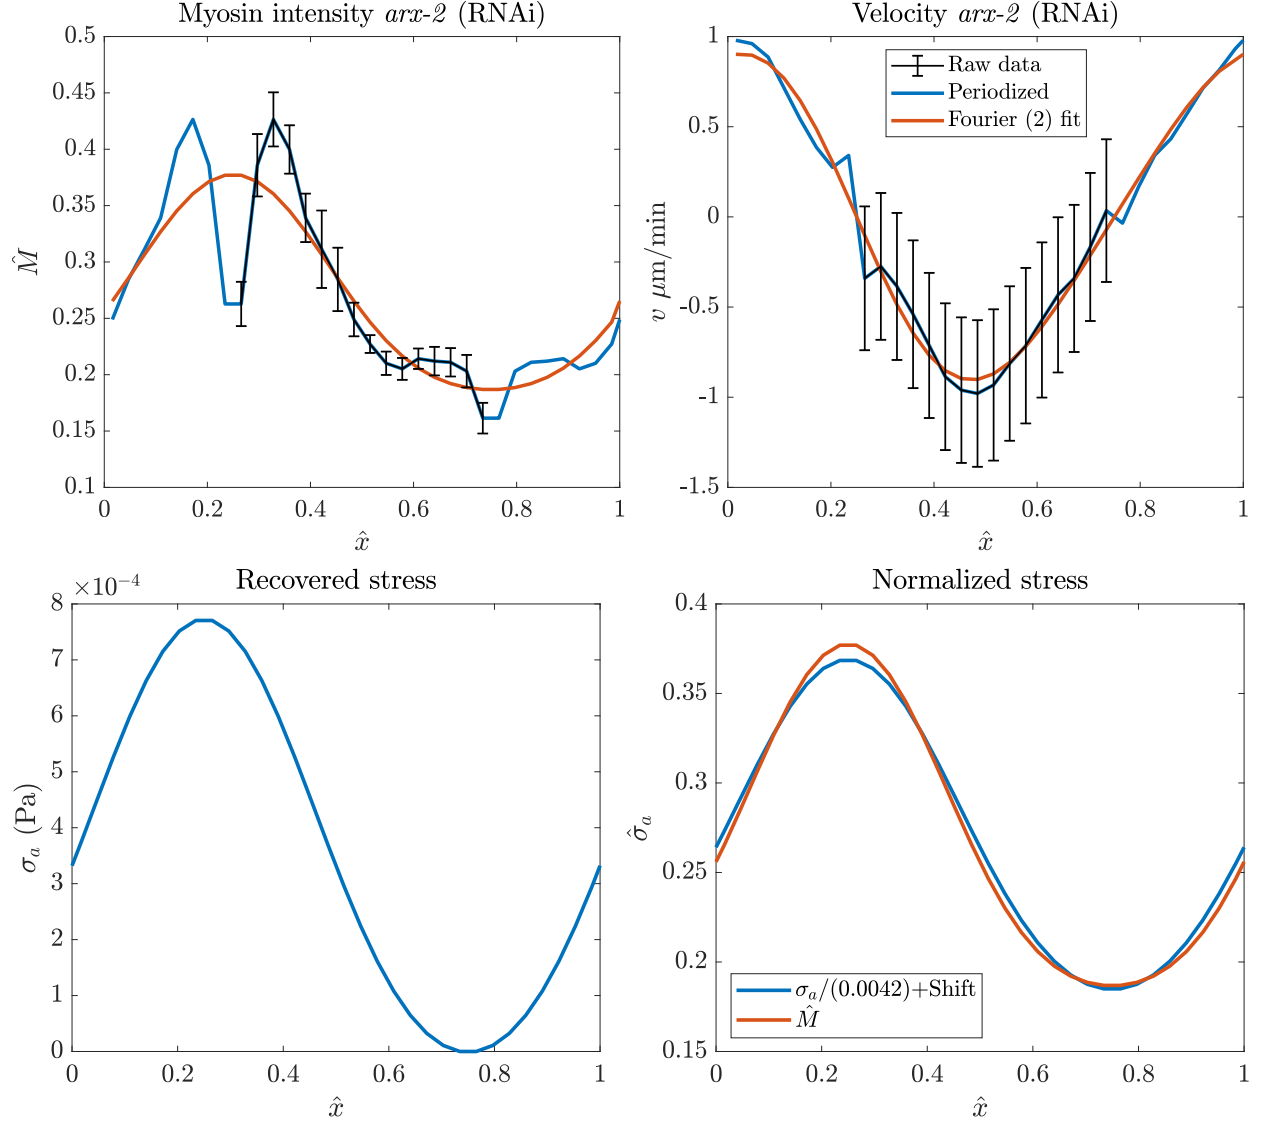 Myosin intensity arx-2 (RNAi)
0.5
0.45
0.4
0.35
0.3
0.25
0.2
0.15
0.1
M̂
0 0.2 0.4 0.6 0.8 1
x̂
Velocity arx-2 (RNAi)
1
0.5
0
-0.5
-1
-1.5
v μm/min
Raw data
Periodized
Fourier (2) fit
0 0.2 0.4 0.6 0.8 1
x̂
Recovered stress
×10⁻⁴
8
7
6
5
4
3
2
1
0
σₐ (Pa)
0 0.2 0.4 0.6 0.8 1
x̂
Normalized stress
0.4
0.35
0.3
0.25
0.2
0.15
σ̂ₐ
σₐ/(0.0042)+Shift
M̂
0 0.2 0.4 0.6 0.8 1
x̂